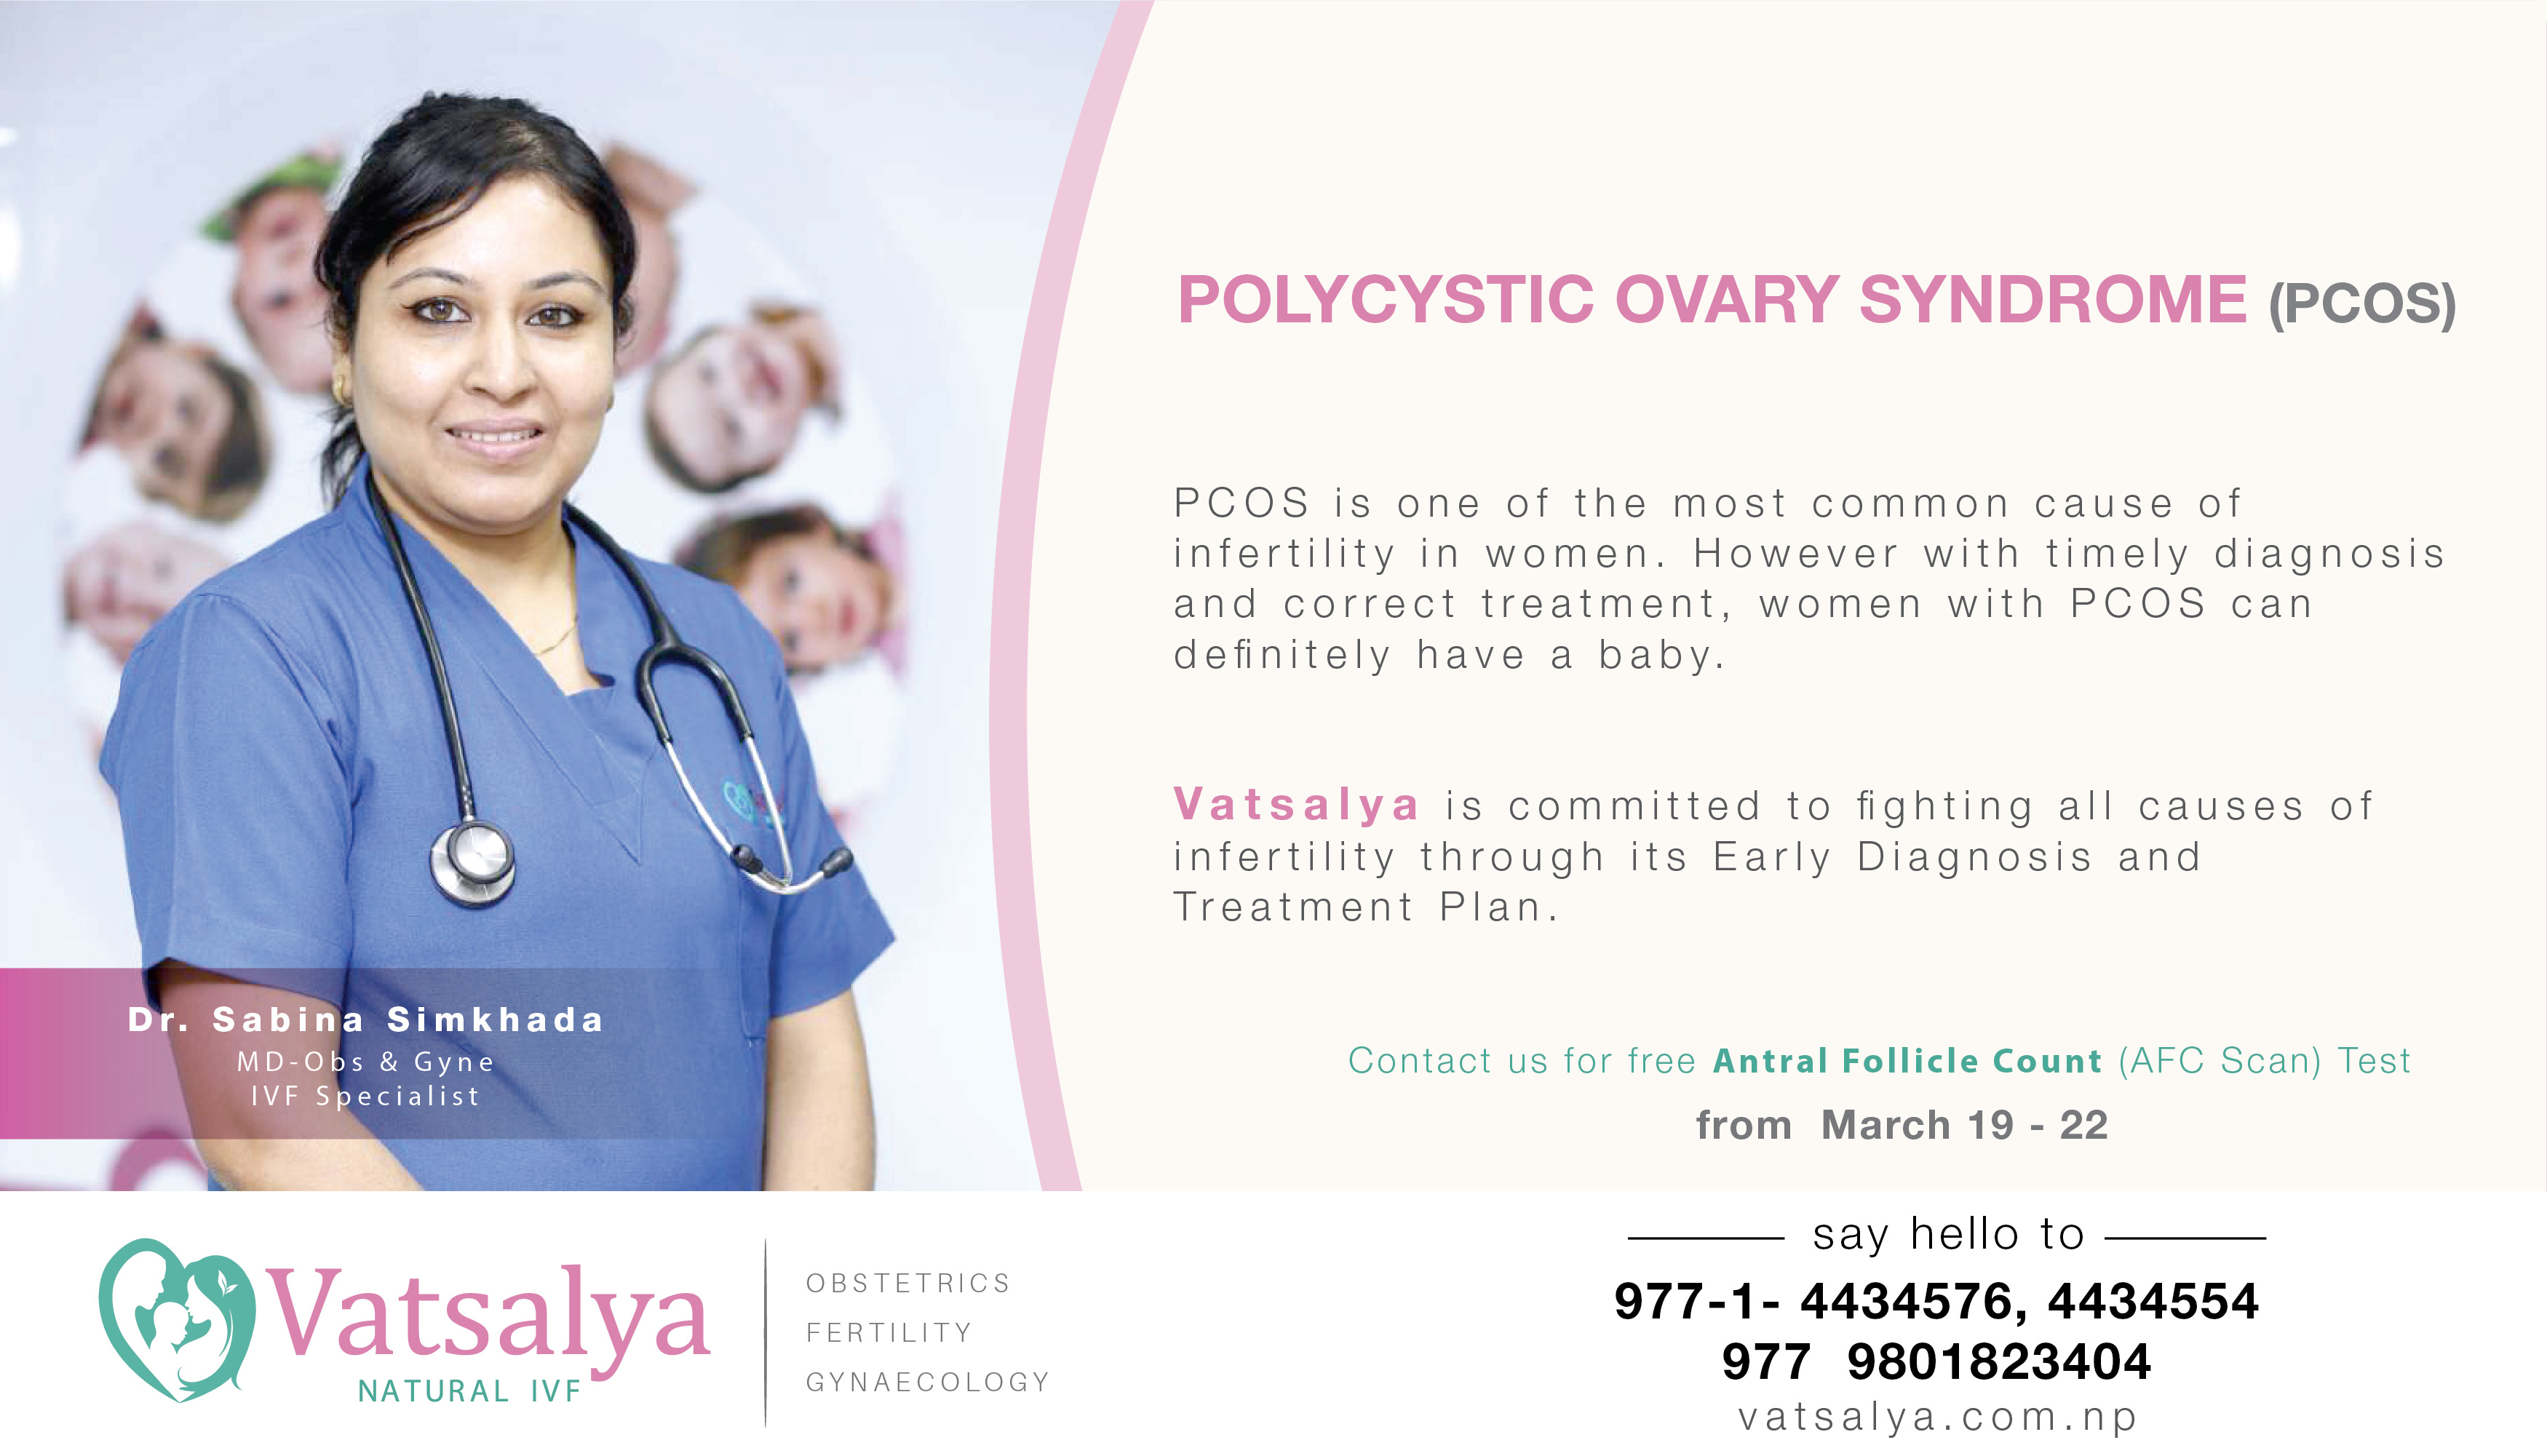 POLYCYSTIC OVARY SYNDROME (PCOS)
PCOS is one of the most common cause of
infertility in women. However with timely diagnosis
and correct treatment, women with PCOS can
definitely have a baby.
Vatsalya is committed to fighting all causes of
infertility through its Early Diagnosis and
Treatment Plan.
Contact us for free Antral Follicle Count (AFC Scan) Test
from March 19 - 22
Dr. Sabina Simkhada
MD-Obs & Gyne
IVF Specialist
Vatsalya
NATURAL IVF
OBSTETRICS
FERTILITY
GYNAECOLOGY
say hello to
977-1- 4434576, 4434554
977 9801823404
vatsalya.com.np